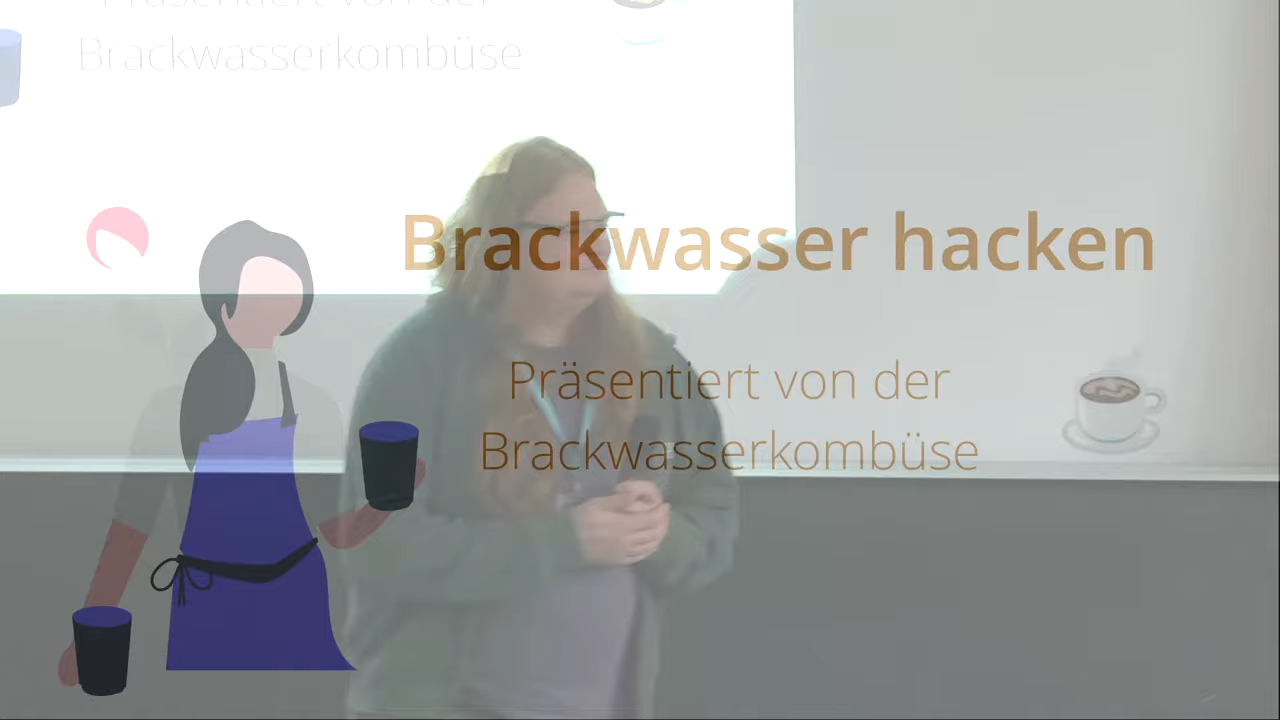 Präsentiert von der
Brackwasserkombüse
Brackwasser hacken
Präsentiert von der
Brackwasserkombüse